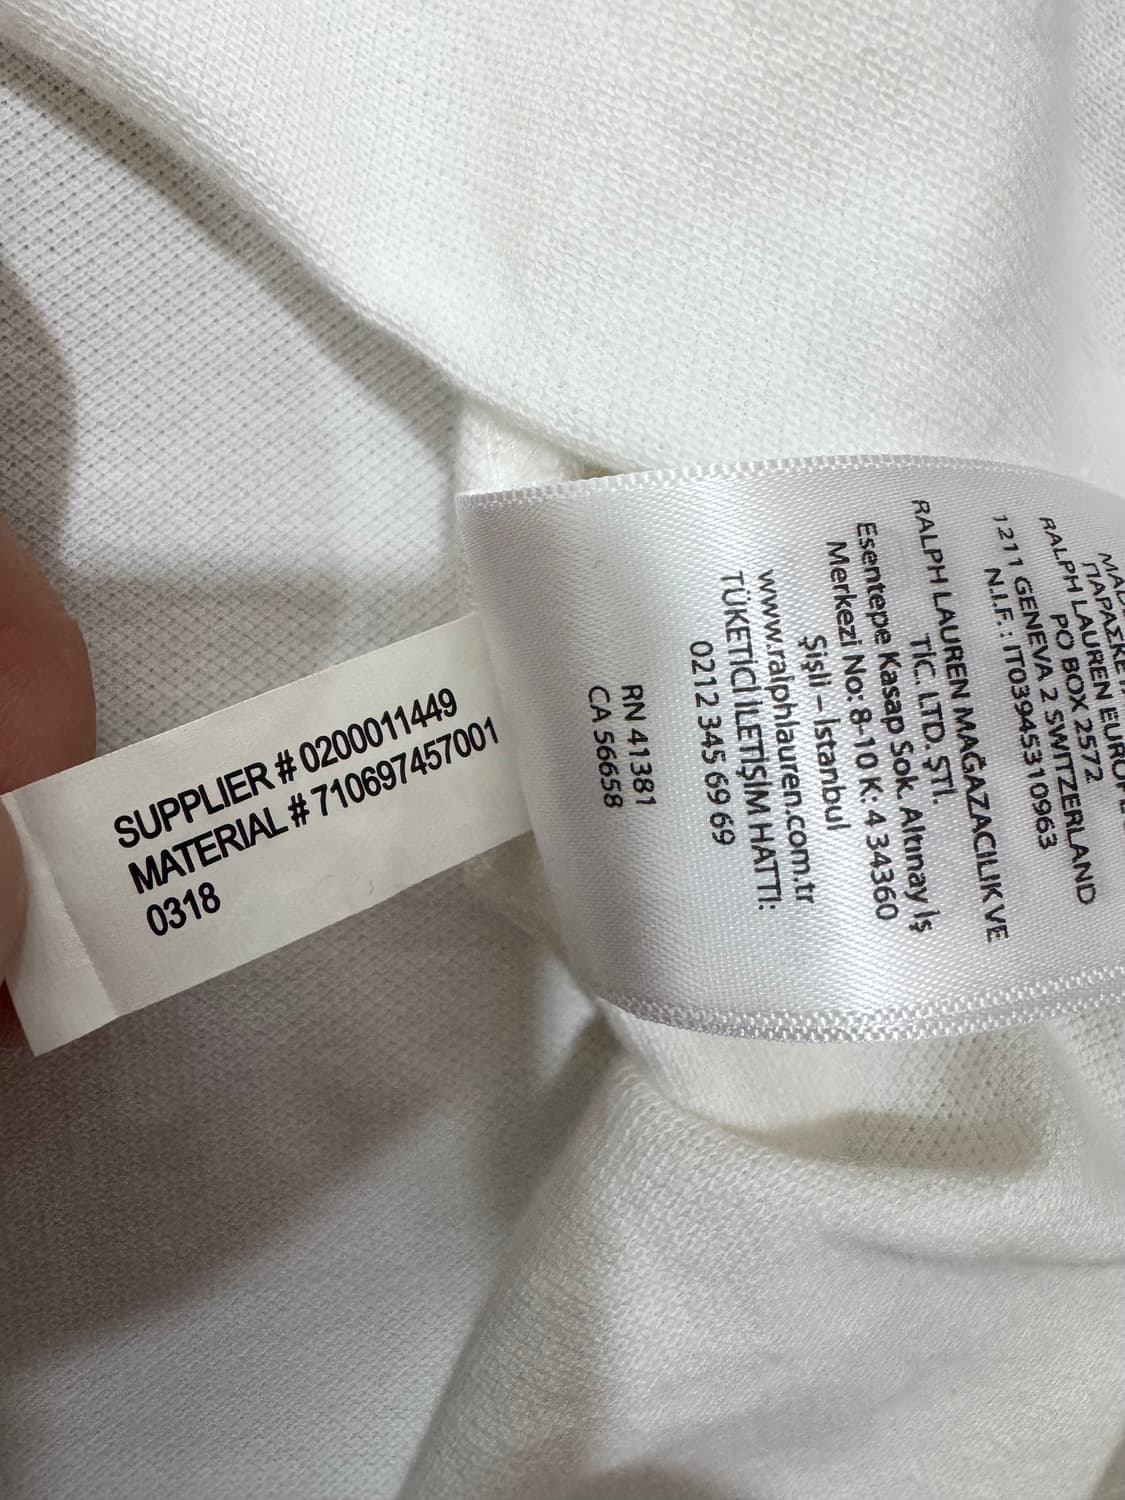 SUPPLIER # 0200011449
MATERIAL # 710697457001
0318
RALPH LAUREN
PO BOX 2572
1211 GENEVA 2 SWITZERLAND
N.I.F.: IT03945310963
RALPH LAUREN MAĞAZACILIK VE
TİC. LTD. ŞTİ.
Esentepe Kasap Sok. Altınay İş
Merkezi No: 8-10 K: 4 34360
Şişli – İstanbul
www.ralphlauren.com.tr
TÜKETİCİ İLETİŞİM HATTI:
0212 345 69 69
RN 41381
CA 56658